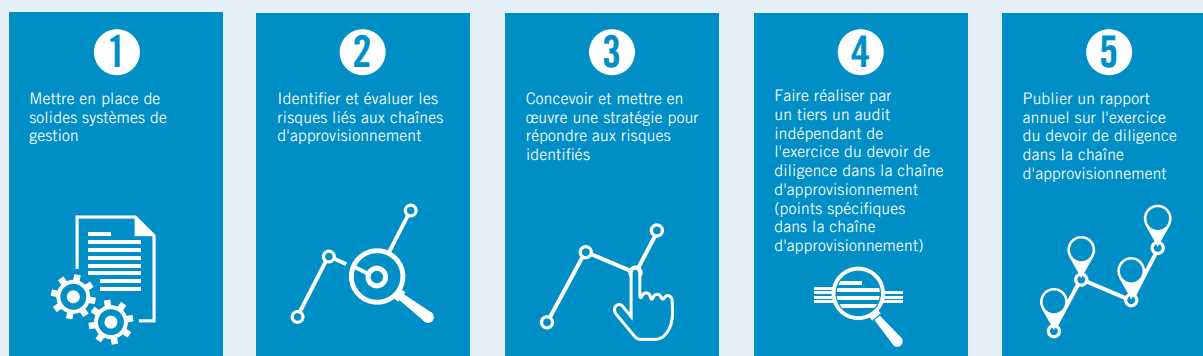 1
Mettre en place de
solides systèmes de
gestion
2
Identifier et évaluer les
risques liés aux chaînes
d'approvisionnement
3
Concevoir et mettre en
œuvre une stratégie pour
répondre aux risques
identifiés
4
Faire réaliser par
un tiers un audit
indépendant de
l'exercice du devoir de
diligence dans la chaîne
d'approvisionnement
(points spécifiques
dans la chaîne
d'approvisionnement)
5
Publier un rapport
annuel sur l'exercice
du devoir de diligence
dans la chaîne
d'approvisionnement